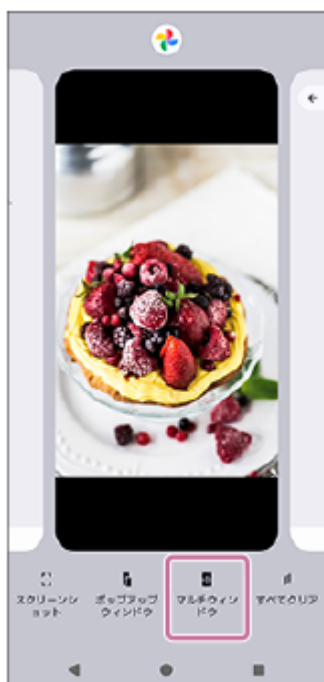 スクリーンシ
ョット
ポップアップ
ウィンドウ
マルチウィン
ドウ
すべてクリア